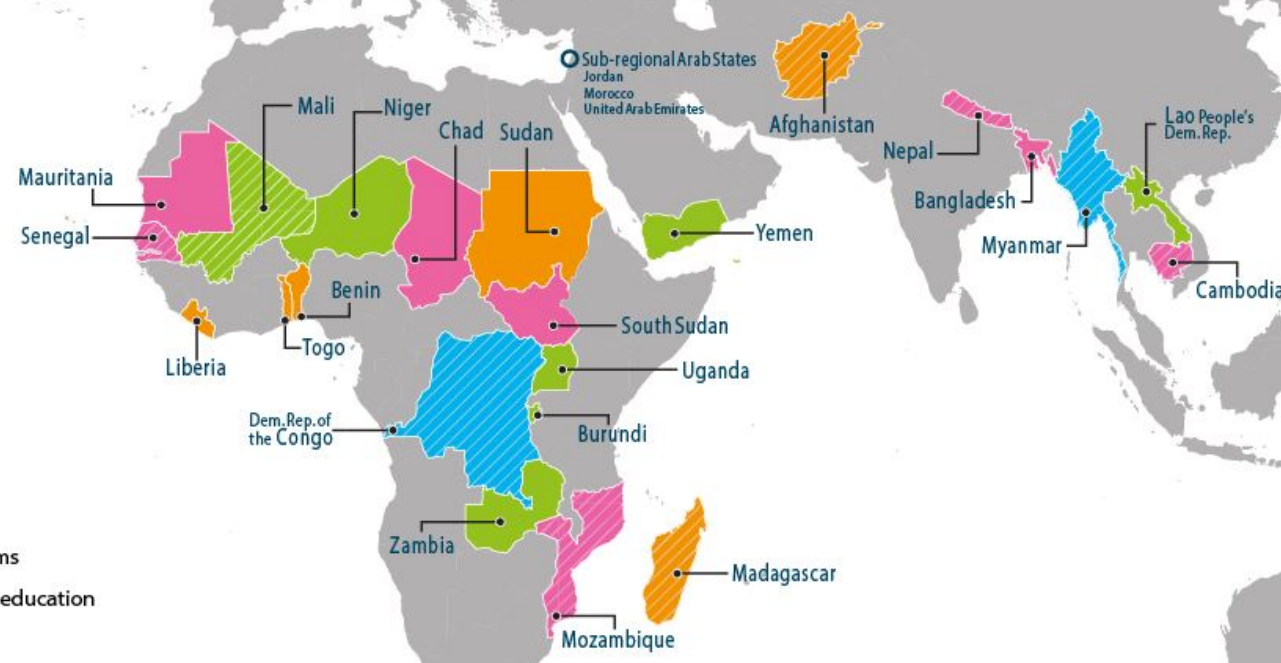 Sub-regional Arab States
Jordan
Morocco
United Arab Emirates
Mali
Niger
Chad
Sudan
Afghanistan
Lao People's
Dem. Rep.
Nepal
Mauritania
Bangladesh
Senegal
Yemen
Myanmar
Benin
Cambodia
South Sudan
Togo
Liberia
Uganda
Dem. Rep. of
the Congo
Burundi
Zambia
ms
education
Madagascar
Mozambique